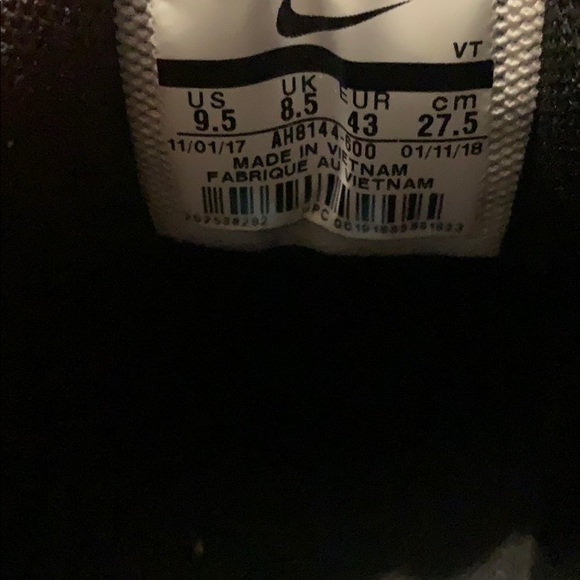 VT
US UK EUR cm
9.5 8.5 43 27.5
11/01/17 AH8144-600 01/11/18
MADE IN VIETNAM
FABRIQUE AU VIETNAM